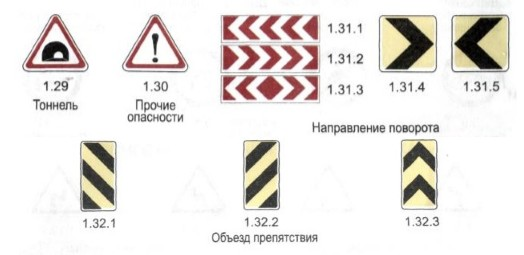 1.29
Тоннель
1.30
Прочие
опасности
1.31.1
1.31.2
1.31.3
1.31.4
1.31.5
Направление поворота
1.32.1
1.32.2
1.32.3
Объезд препятствия